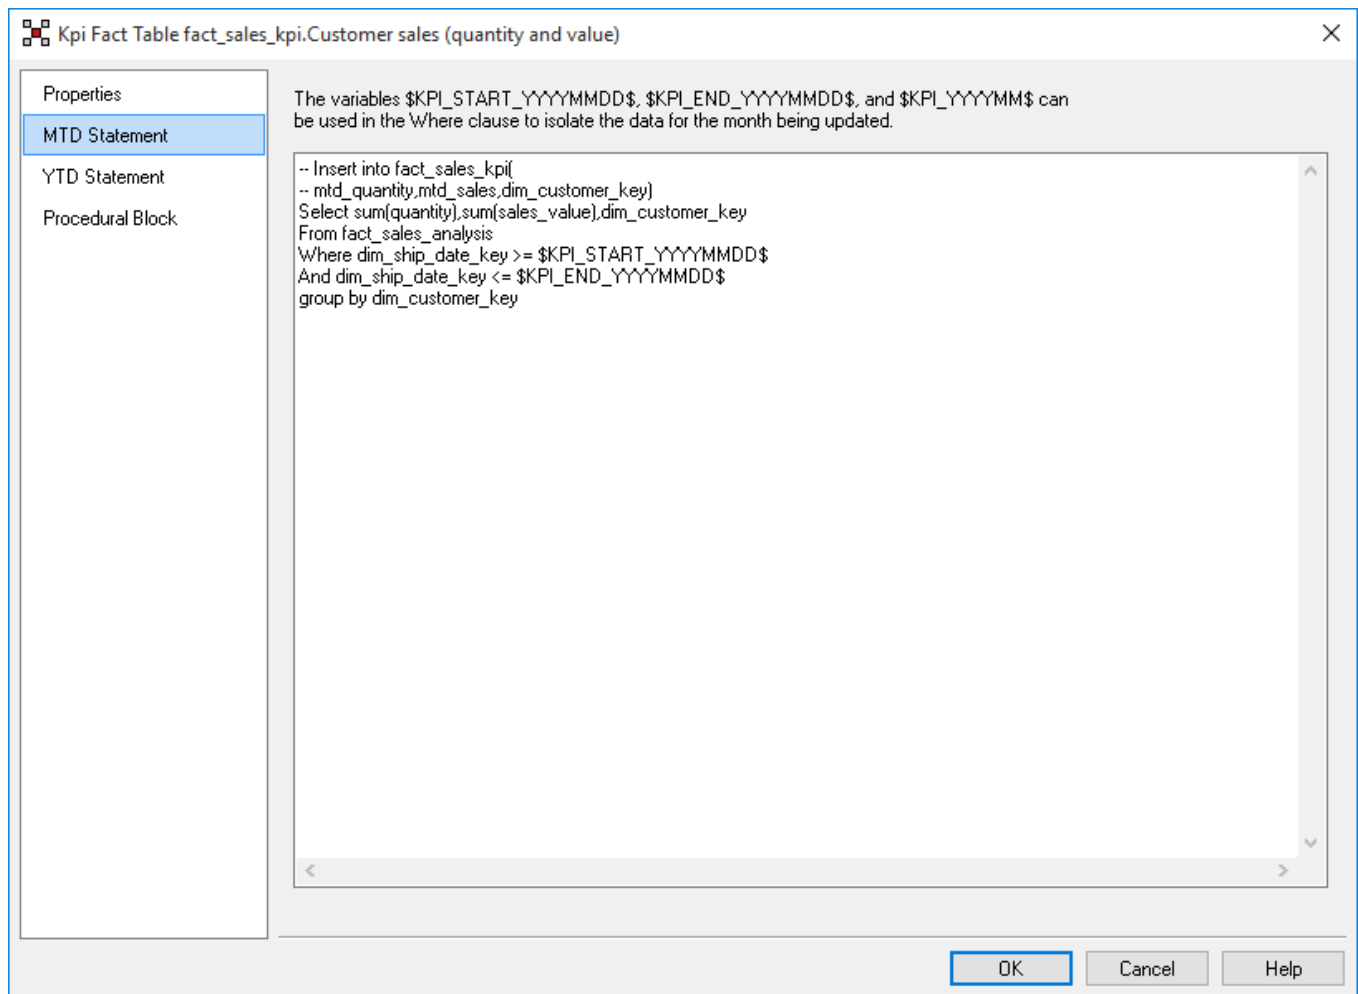 Kpi Fact Table fact_sales_kpi.Customer sales (quantity and value)
Properties
MTD Statement
YTD Statement
Procedural Block
The variables $KPI_START_YYYYMMDD$, $KPI_END_YYYYMMDD$, and $KPI_YYYYMM$ can
be used in the Where clause to isolate the data for the month being updated.
-- Insert into fact_sales_kpi(
-- mtd_quantity,mtd_sales,dim_customer_key)
Select sum(quantity),sum(sales_value),dim_customer_key
From fact_sales_analysis
Where dim_ship_date_key >= $KPI_START_YYYYMMDD$
And dim_ship_date_key <= $KPI_END_YYYYMMDD$
group by dim_customer_key
OK
Cancel
Help